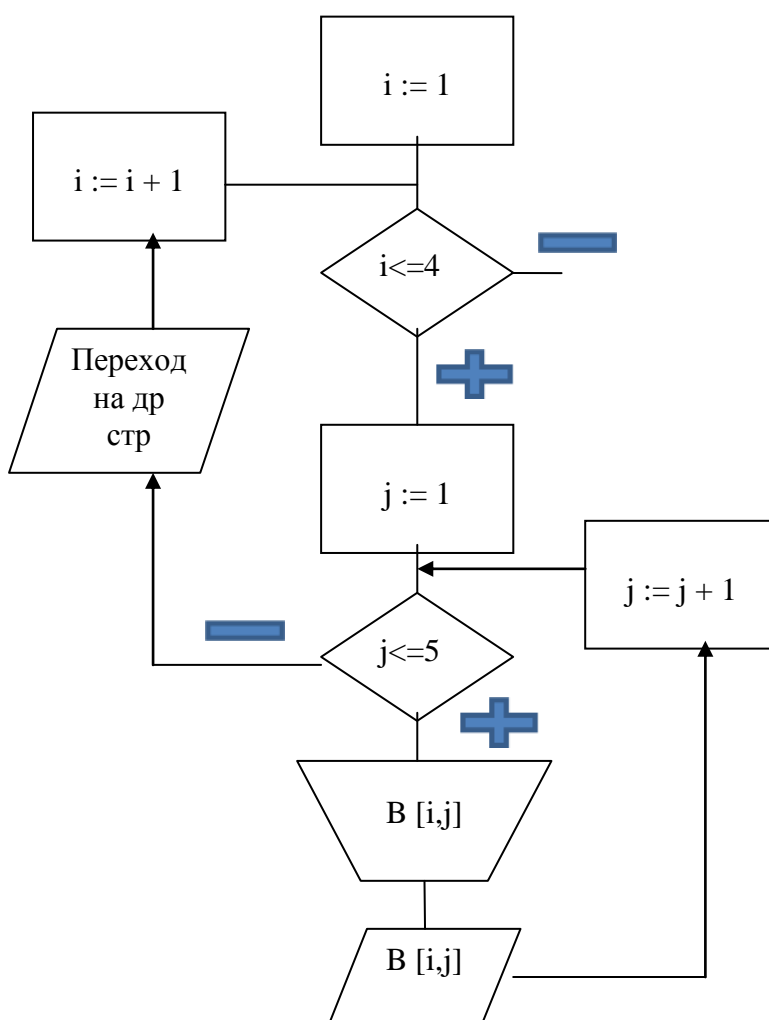 i := 1
i := i + 1
i<=4
Переход
на др
стр
j := 1
j := j + 1
j<=5
B [i,j]
B [i,j]